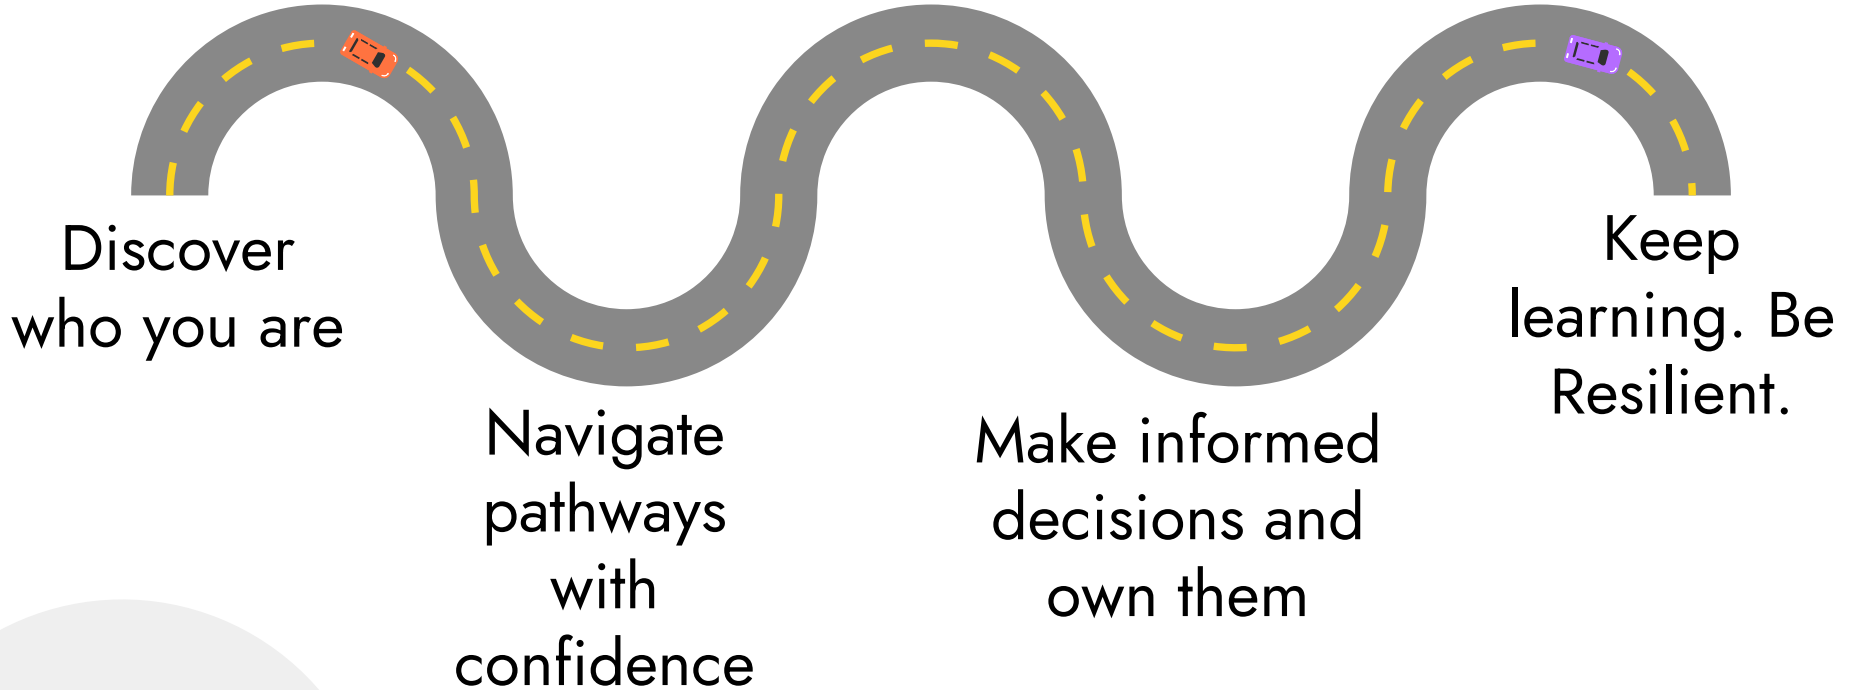 Discover
who you are
Navigate
pathways
with
confidence
Make informed
decisions and
own them
Keep
learning. Be
Resilient.